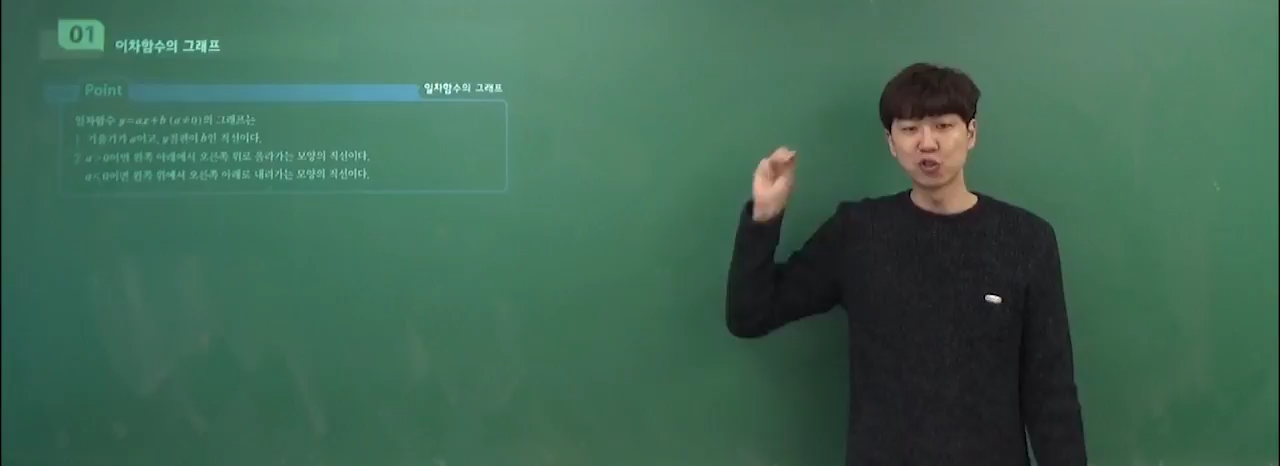 01
이차함수의 그래프
Point
일차함수의 그래프
일차함수 y=ax+b (a≠0)의 그래프는
1 기울기가 a이고, y절편이 b인 직선이다.
2 a>0이면 왼쪽 아래에서 오른쪽 위로 올라가는 모양의 직선이다.
a<0이면 왼쪽 위에서 오른쪽 아래로 내려가는 모양의 직선이다.